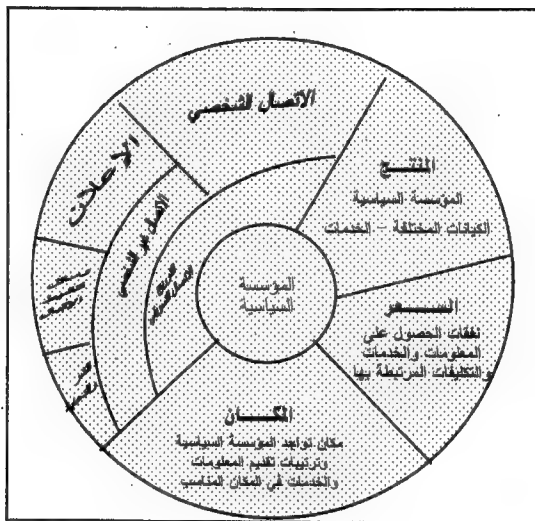 الاتصال الشخصي
المنتج
المؤسسة السياسية
الكيانات المختلفة - الخدمات
السعر
نفقات الحصول على
المعلومات والخدمات
والتكليفات المرتبطة بها
المكان
مكان تواجد المؤسسة السياسية
وترتيبات تقديم المعلومات
والخدمات في المكان المناسب
الإعلان
الاتصال غير الشخصي
المؤسسة
السياسية